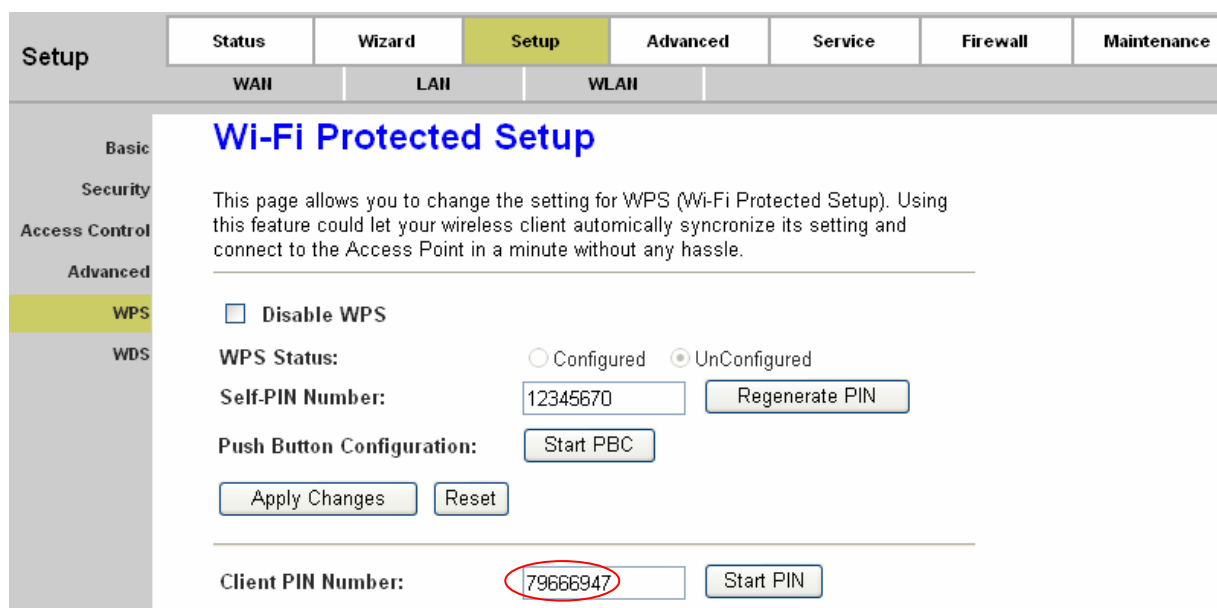 Setup
Status Wizard Setup Advanced Service Firewall Maintenance
WAN LAN WLAN
Basic
Security
Access Control
Advanced
WPS
WDS
Wi-Fi Protected Setup
This page allows you to change the setting for WPS (Wi-Fi Protected Setup). Using
this feature could let your wireless client automically syncronize its setting and
connect to the Access Point in a minute without any hassle.
Disable WPS
WPS Status: Configured UnConfigured
Self-PIN Number: 12345670 Regenerate PIN
Push Button Configuration: Start PBC
Apply Changes Reset
Client PIN Number: 79666947 Start PIN